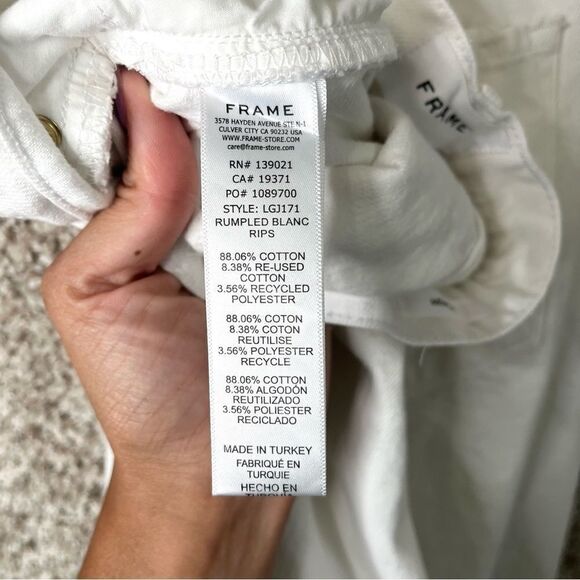 FRAME
3578 HAYDEN AVENUE STE N-1
CULVER CITY CA 90232 USA
WWW.FRAME-STORE.COM
care@frame-store.com
RN# 139021
CA# 19371
PO# 1089700
STYLE: LGJ171
RUMPLED BLANC
RIPS
88.06% COTTON
8.38% RE-USED
COTTON
3.56% RECYCLED
POLYESTER
88.06% COTON
8.38% COTON
REUTILISE
3.56% POLYESTER
RECYCLE
88.06% COTTON
8.38% ALGODÓN
REUTILIZADO
3.56% POLIESTER
RECICLADO
MADE IN TURKEY
FABRIQUÉ EN
TURQUIE
HECHO EN
TURQUÍA
FRAME